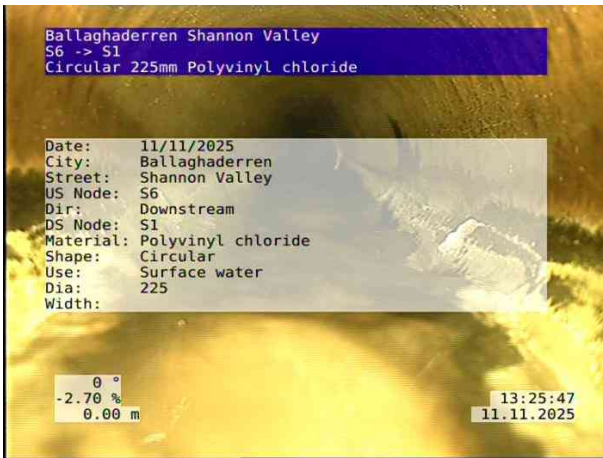 Ballaghaderren Shannon Valley
S6 -> S1
Circular 225mm Polyvinyl chloride
Date: 11/11/2025
City: Ballaghaderren
Street: Shannon Valley
US Node: S6
Dir: Downstream
DS Node: S1
Material: Polyvinyl chloride
Shape: Circular
Use: Surface water
Dia: 225
Width:
0 °
-2.70 %
0.00 m
13:25:47
11.11.2025